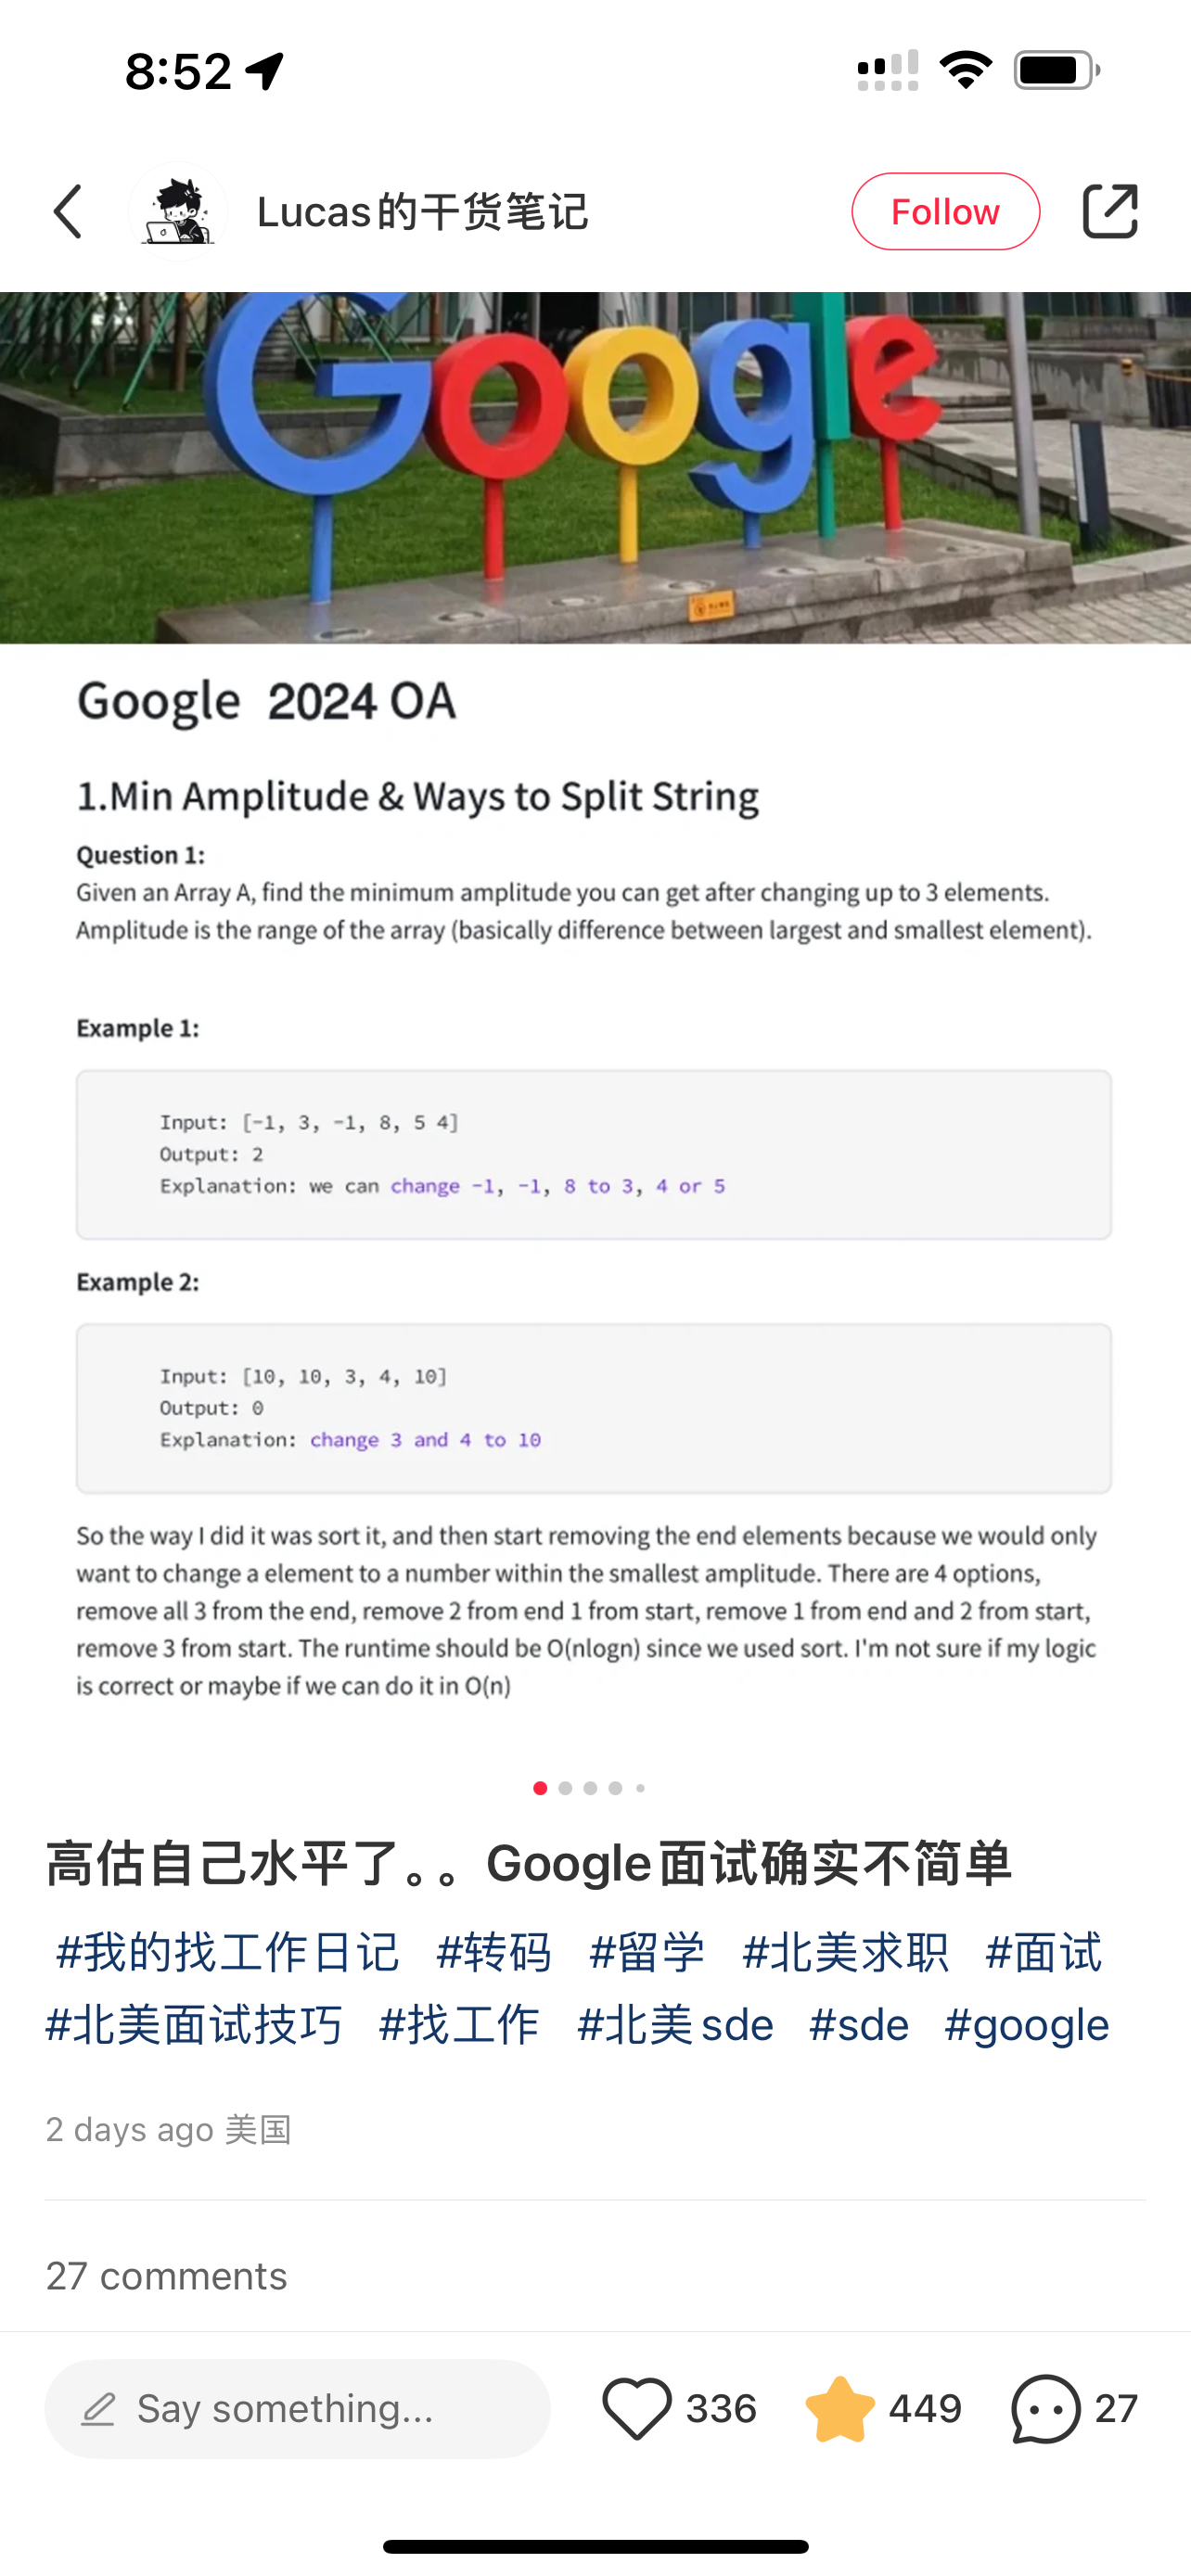 8:52
Lucas的干货笔记
Follow
Google
Google 2024 OA
1.Min Amplitude & Ways to Split String
Question 1:
Given an Array A, find the minimum amplitude you can get after changing up to 3 elements.
Amplitude is the range of the array (basically difference between largest and smallest element).
Example 1:
Input: [-1, 3, -1, 8, 5 4]
Output: 2
Explanation: we can change -1, -1, 8 to 3, 4 or 5
Example 2:
Input: [10, 10, 3, 4, 10]
Output: 0
Explanation: change 3 and 4 to 10
So the way I did it was sort it, and then start removing the end elements because we would only
want to change a element to a number within the smallest amplitude. There are 4 options,
remove all 3 from the end, remove 2 from end 1 from start, remove 1 from end and 2 from start,
remove 3 from start. The runtime should be O(nlogn) since we used sort. I'm not sure if my logic
is correct or maybe if we can do it in O(n)
高估自己水平了。。Google面试确实不简单
#我的找工作日记 #转码 #留学 #北美求职 #面试
#北美面试技巧 #找工作 #北美sde #sde #google
2 days ago 美国
27 comments
Say something...
336
449
27